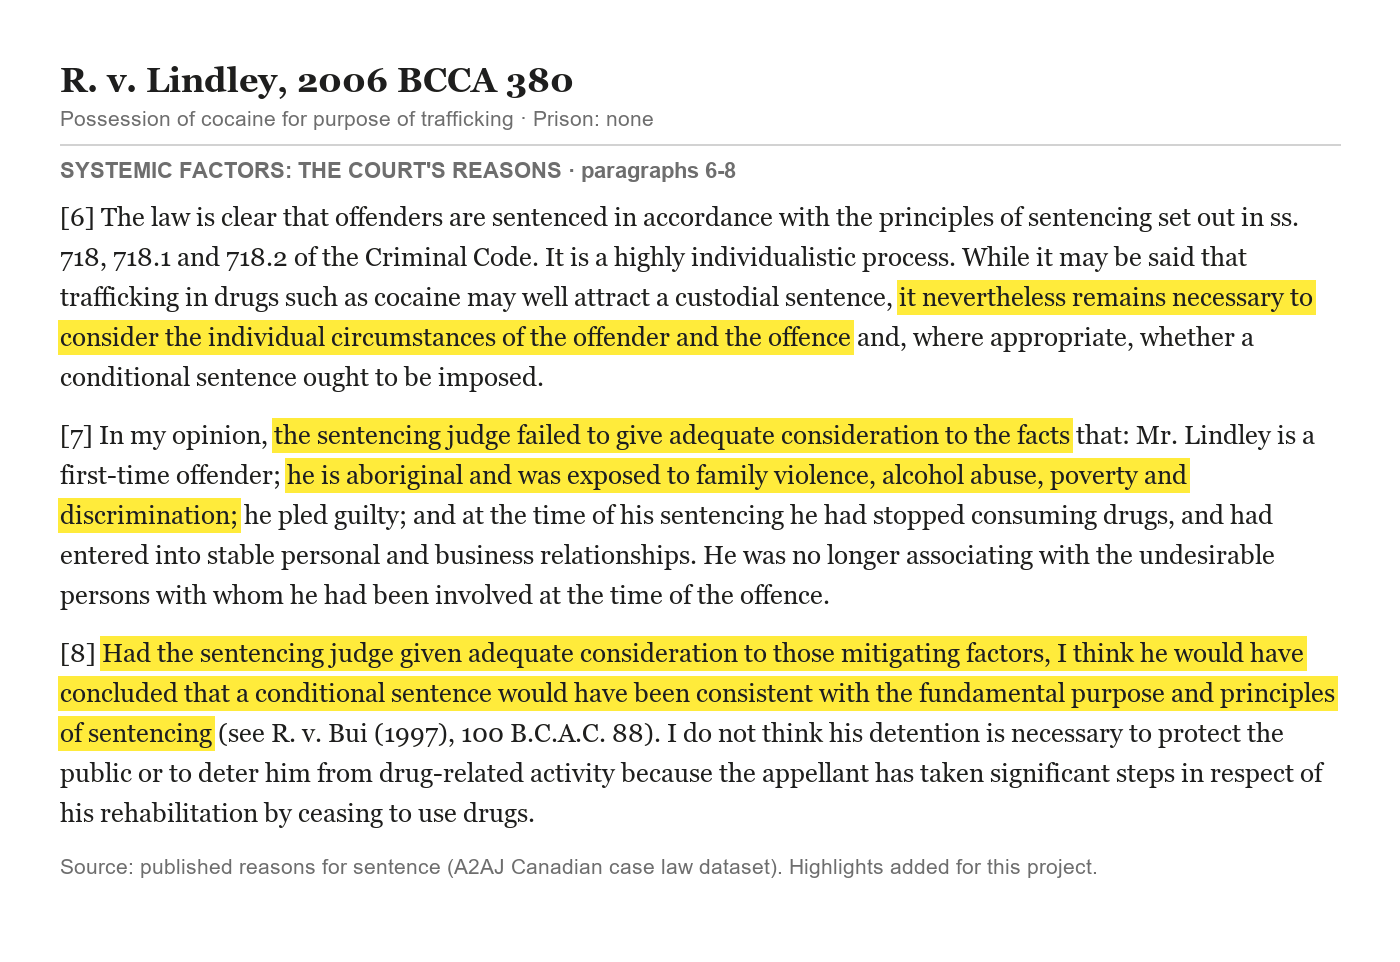 R. v. Lindley, 2006 BCCA 380
Possession of cocaine for purpose of trafficking · Prison: none
SYSTEMIC FACTORS: THE COURT'S REASONS · paragraphs 6-8
[6] The law is clear that offenders are sentenced in accordance with the principles of sentencing set out in ss.
718, 718.1 and 718.2 of the Criminal Code. It is a highly individualistic process. While it may be said that
trafficking in drugs such as cocaine may well attract a custodial sentence, it nevertheless remains necessary to
consider the individual circumstances of the offender and the offence and, where appropriate, whether a
conditional sentence ought to be imposed.
[7] In my opinion, the sentencing judge failed to give adequate consideration to the facts that: Mr. Lindley is a
first-time offender; he is aboriginal and was exposed to family violence, alcohol abuse, poverty and
discrimination; he pled guilty; and at the time of his sentencing he had stopped consuming drugs, and had
entered into stable personal and business relationships. He was no longer associating with the undesirable
persons with whom he had been involved at the time of the offence.
[8] Had the sentencing judge given adequate consideration to those mitigating factors, I think he would have
concluded that a conditional sentence would have been consistent with the fundamental purpose and principles
of sentencing (see R. v. Bui (1997), 100 B.C.A.C. 88). I do not think his detention is necessary to protect the
public or to deter him from drug-related activity because the appellant has taken significant steps in respect of
his rehabilitation by ceasing to use drugs.
Source: published reasons for sentence (A2AJ Canadian case law dataset). Highlights added for this project.